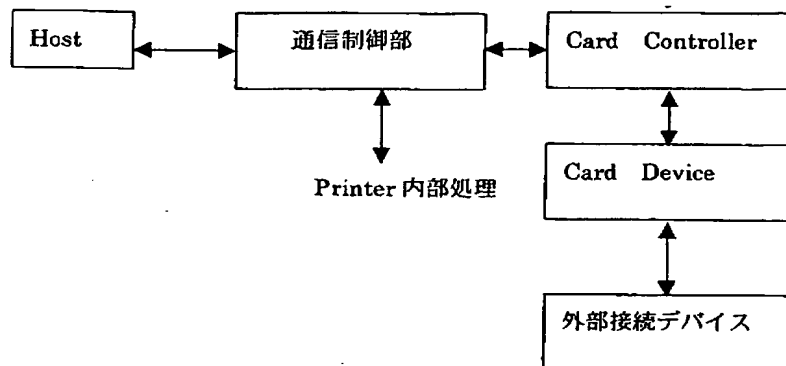 Host
通信制御部
Card Controller
Printer 内部処理
Card Device
外部接続デバイス